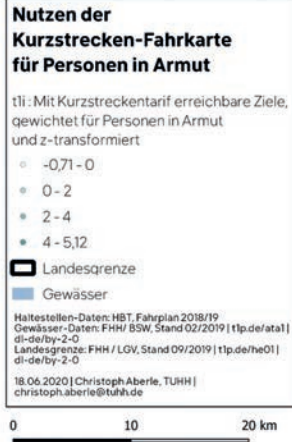 Nutzen der
Kurzstrecken-Fahrkarte
für Personen in Armut
t1i: Mit Kurzstreckentarif erreichbare Ziele,
gewichtet für Personen in Armut
und z-transformiert
-0,71 - 0
0 - 2
2 - 4
4 - 5,12
Landesgrenze
Gewässer
Haltestellen-Daten: HBT, Fahrplan 2018/19
Gewässer-Daten: FHH/ BSW, Stand 02/2019 | t1p.de/ata1 |
dl-de/by-2-0
Landesgrenze: FHH / LGV, Stand 09/2019 | t1p.de/he01 |
dl-de/by-2-0
18.06.2020 | Christoph Aberle, TUHH |
christoph.aberle@tuhh.de
0 10 20 km